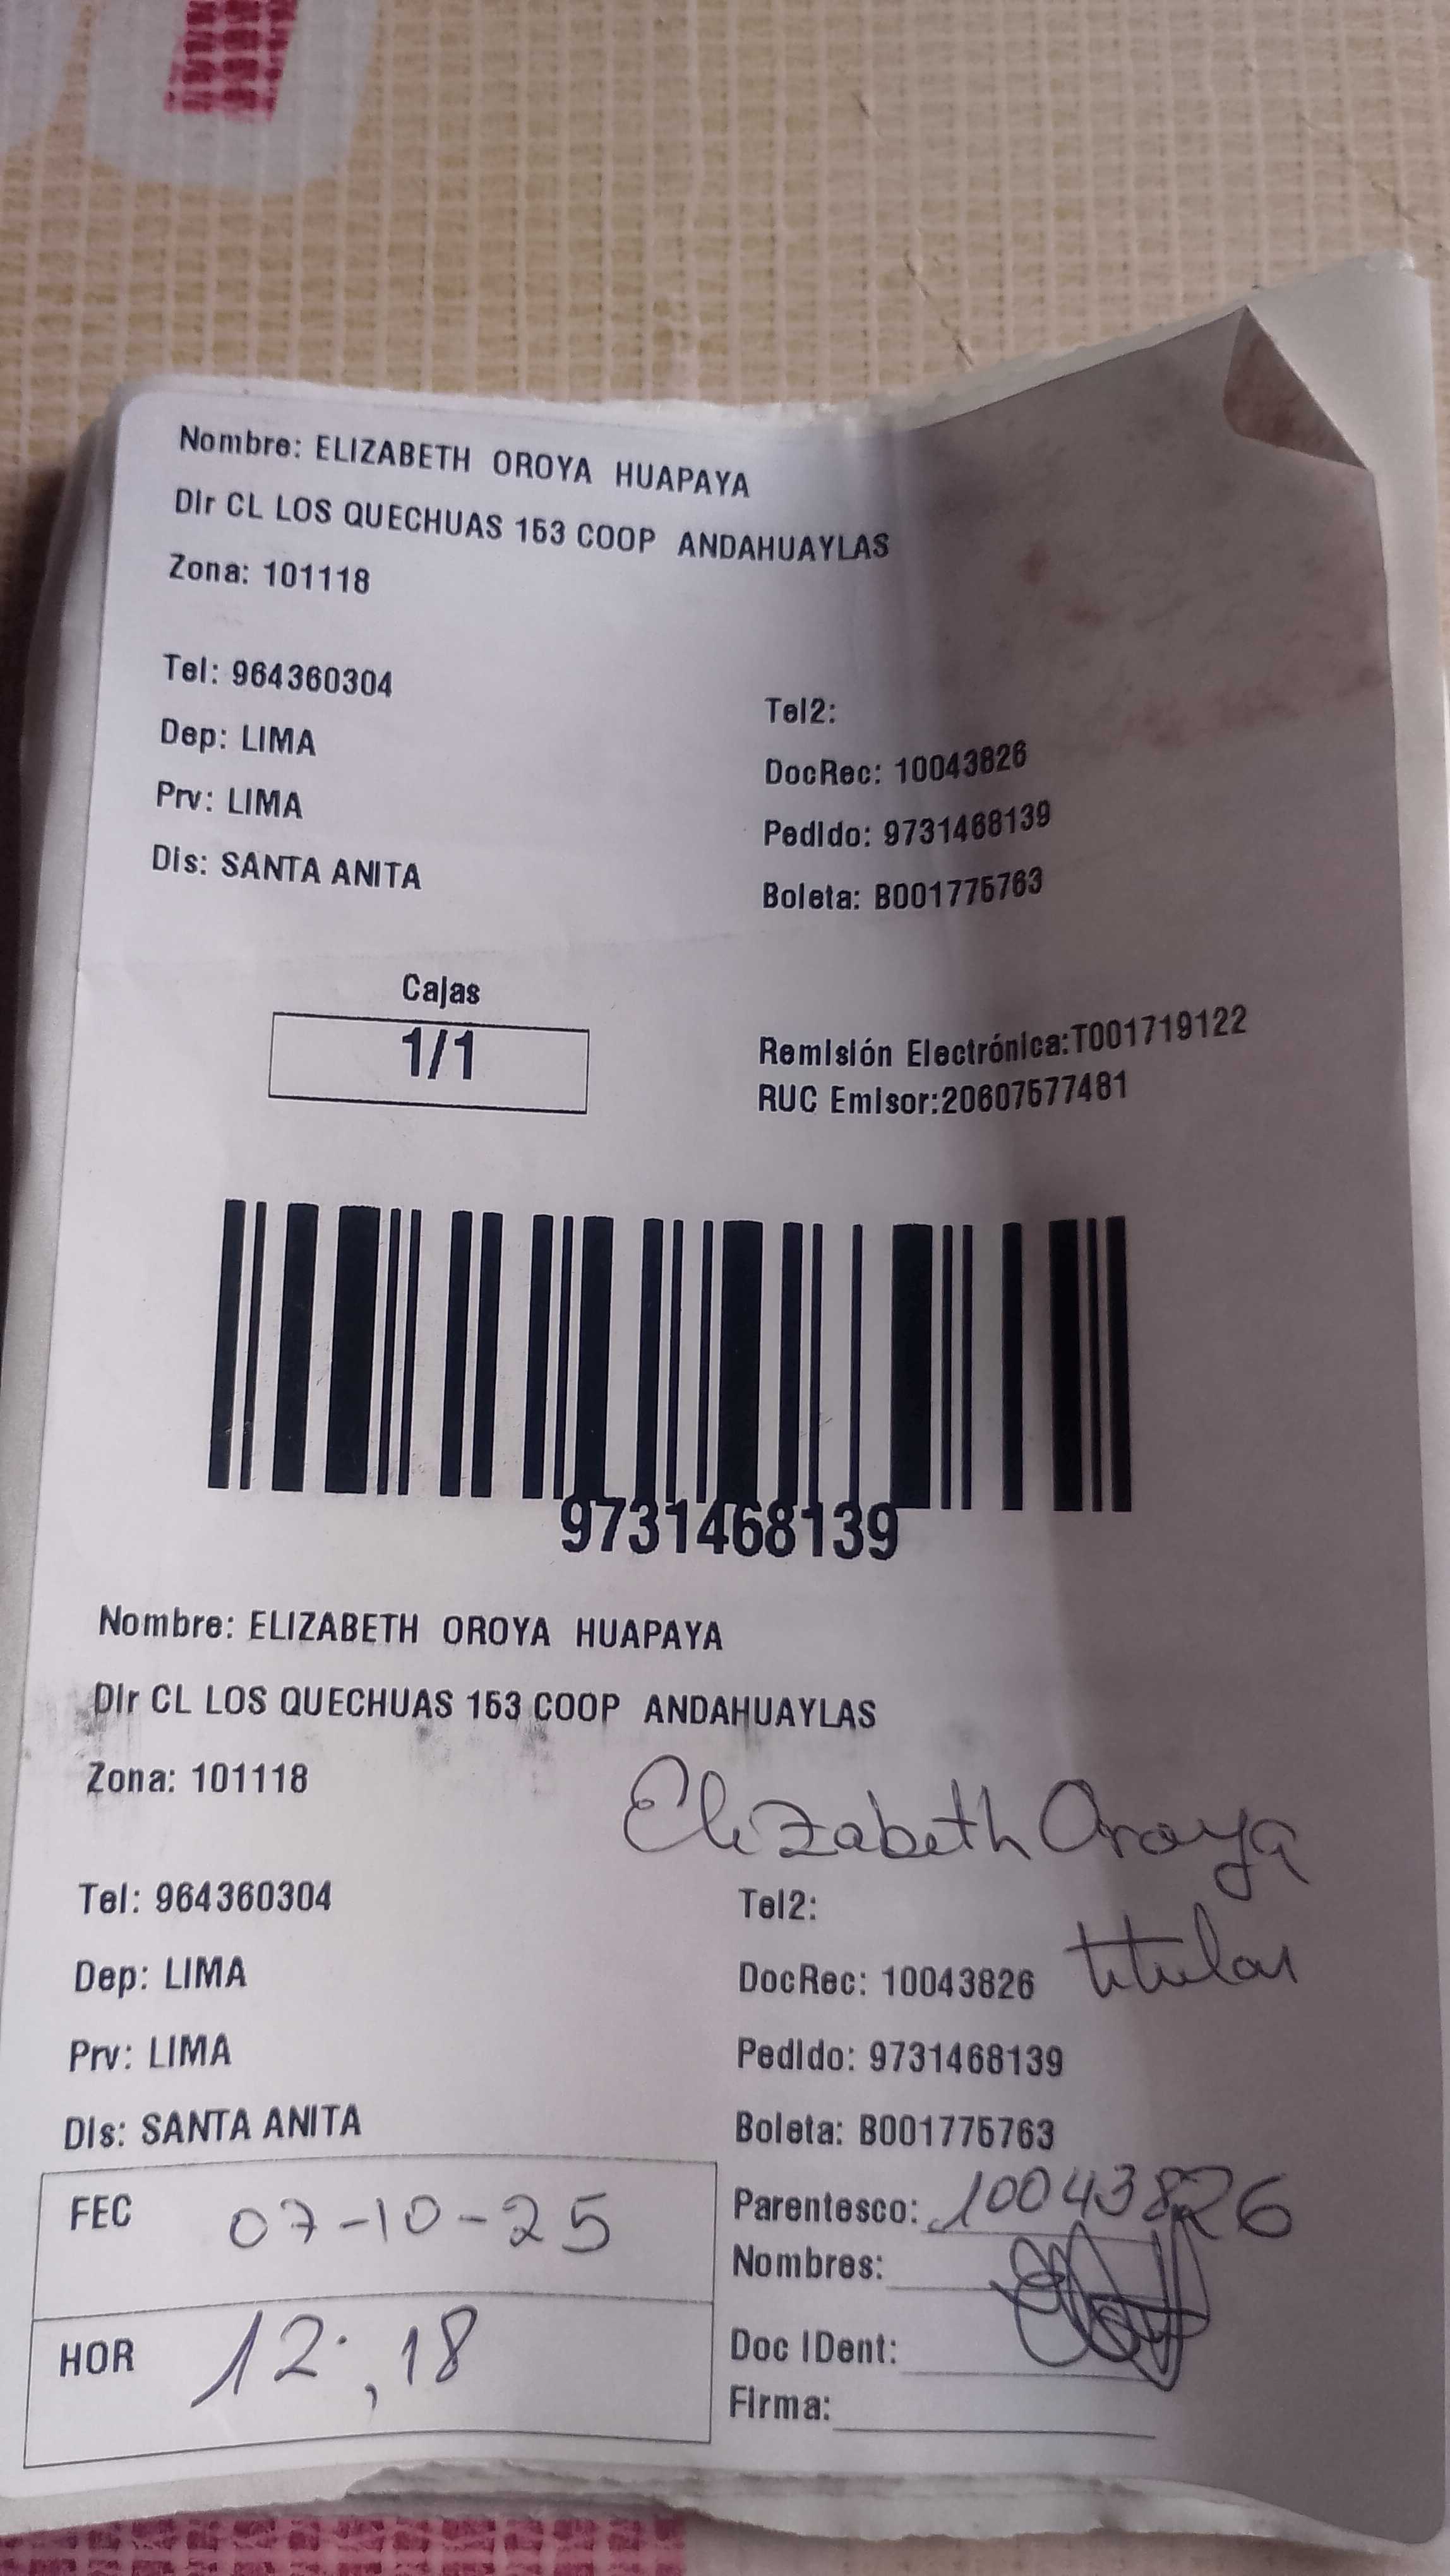 Nombre: ELIZABETH OROYA HUAPAYA
Dir CL LOS QUECHUAS 153 COOP ANDAHUAYLAS
Zona: 101118
Tel: 964360304
Tel2:
Dep: LIMA
DocRec: 10043826
Prv: LIMA
Pedido: 9731468139
Dis: SANTA ANITA
Boleta: B001775763
Cajas
1/1
Remisión Electrónica:T001719122
RUC Emisor:20607577481
9731468139
Nombre: ELIZABETH OROYA HUAPAYA
Dir CL LOS QUECHUAS 153 COOP ANDAHUAYLAS
Zona: 101118
Elizabeth Oroya
Tel: 964360304
Tel2:
titular
Dep: LIMA
DocRec: 10043826
Prv: LIMA
Pedido: 9731468139
Dis: SANTA ANITA
Boleta: B001775763
FEC 07-10-25
Parentesco: 10043826
Nombres:
HOR 12:18
Doc IDent:
Firma: